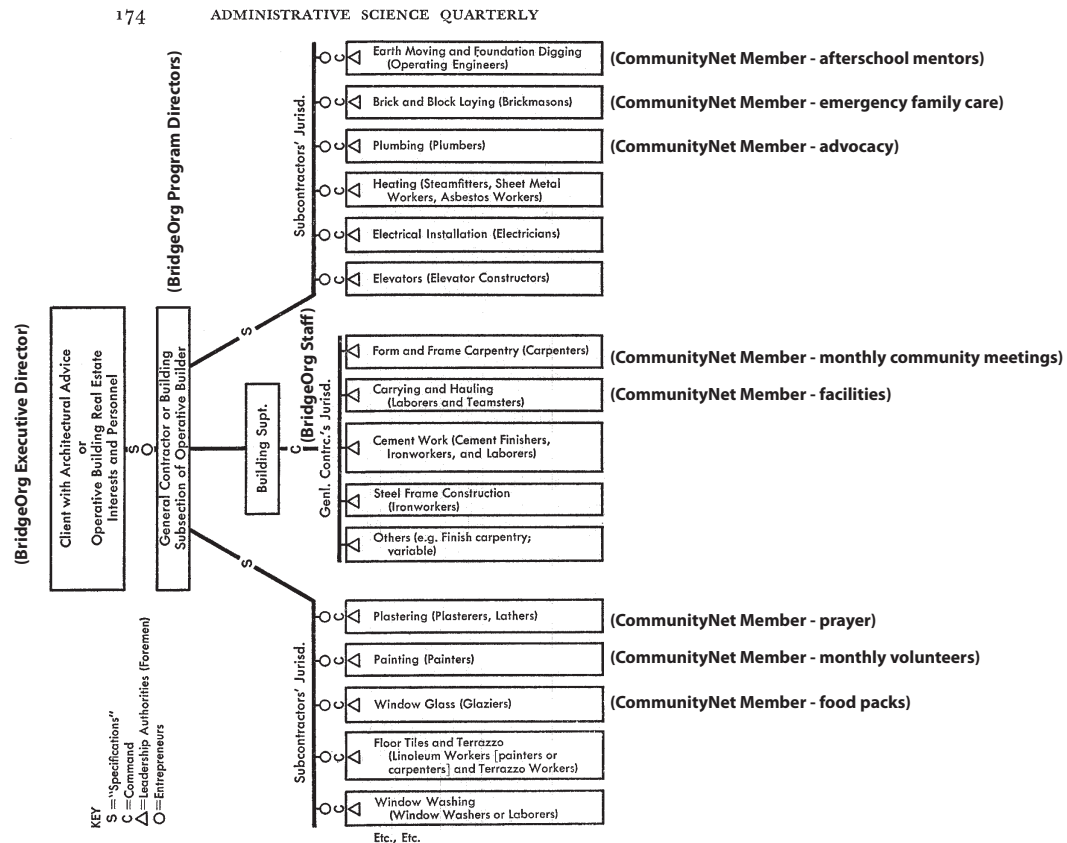 174 ADMINISTRATIVE SCIENCE QUARTERLY
(BridgeOrg Executive Director)
Client with Architectural Advice
or
Operative Building Real Estate
Interests and Personnel
S
O
(BridgeOrg Program Directors)
General Contractor or Building
Subsection of Operative Builder
S
S
Building Supt.
C
(BridgeOrg Staff)
Subcontractors' Jurisd.
O C Earth Moving and Foundation Digging
(Operating Engineers)
(CommunityNet Member - afterschool mentors)
O C Brick and Block Laying (Brickmasons)
(CommunityNet Member - emergency family care)
O C Plumbing (Plumbers)
(CommunityNet Member - advocacy)
O C Heating (Steamfitters, Sheet Metal
Workers, Asbestos Workers)
O C Electrical Installation (Electricians)
O C Elevators (Elevator Constructors)
Genl. Contrc.'s Jurisd.
Form and Frame Carpentry (Carpenters)
(CommunityNet Member - monthly community meetings)
Carrying and Hauling
(Laborers and Teamsters)
(CommunityNet Member - facilities)
Cement Work (Cement Finishers,
Ironworkers, and Laborers)
Steel Frame Construction
(Ironworkers)
Others (e.g. Finish carpentry;
variable)
Subcontractors' Jurisd.
O C Plastering (Plasterers, Lathers)
(CommunityNet Member - prayer)
O C Painting (Painters)
(CommunityNet Member - monthly volunteers)
O C Window Glass (Glaziers)
(CommunityNet Member - food packs)
O C Floor Tiles and Terrazzo
(Linoleum Workers [painters or
carpenters] and Terrazzo Workers)
O C Window Washing
(Window Washers or Laborers)
Etc., Etc.
KEY
S ="Specifications"
C =Command
△=Leadership Authorities (Foremen)
O=Entrepreneurs